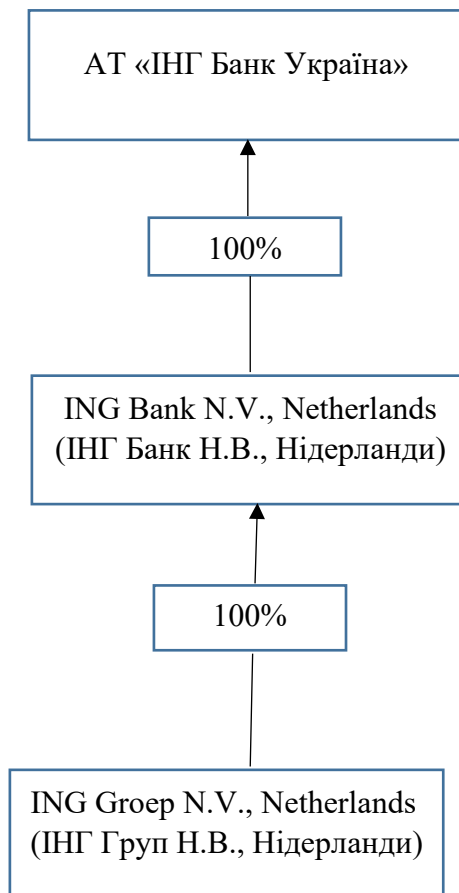 АТ «ІНГ Банк Україна»
100%
ING Bank N.V., Netherlands
(ІНГ Банк Н.В., Нідерланди)
100%
ING Groep N.V., Netherlands
(ІНГ Груп Н.В., Нідерланди)